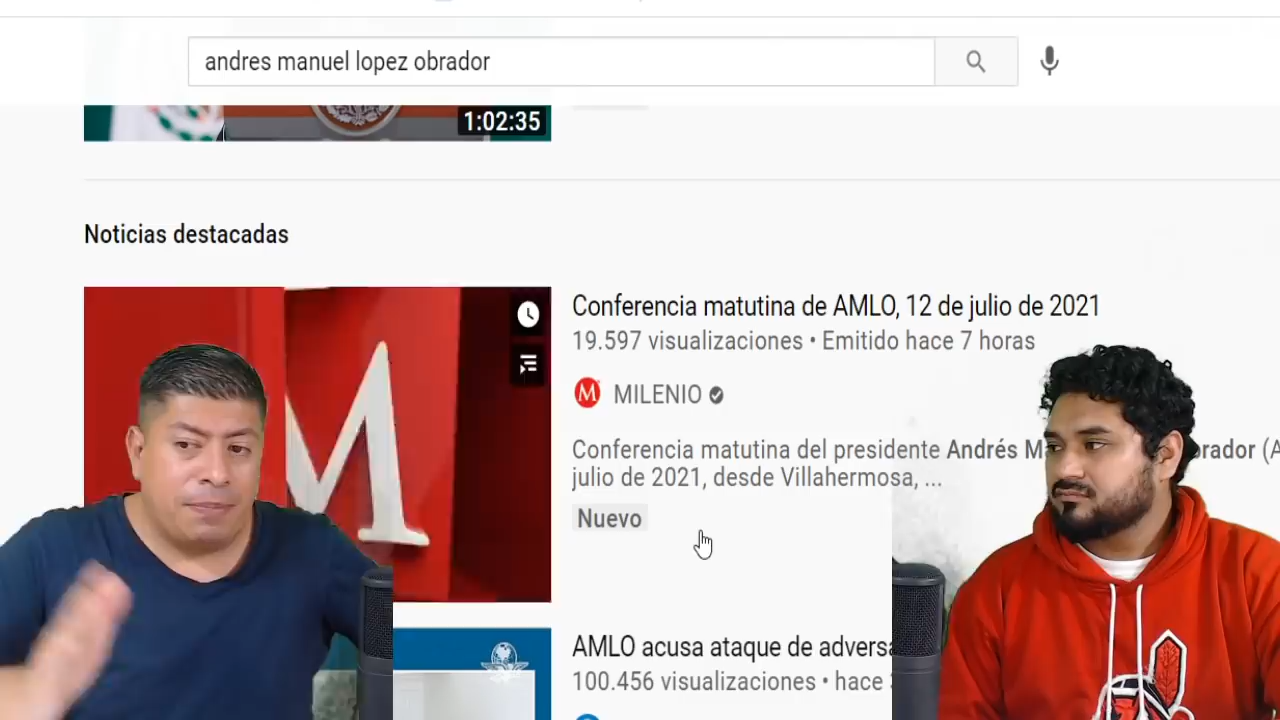 andres manuel lopez obrador
1:02:35
Noticias destacadas
M
Conferencia matutina de AMLO, 12 de julio de 2021
19.597 visualizaciones • Emitido hace 7 horas
M MILENIO
Conferencia matutina del presidente Andrés M brador (A
julio de 2021, desde Villahermosa, ...
Nuevo
AMLO acusa ataque de advers
100.456 visualizaciones • hace